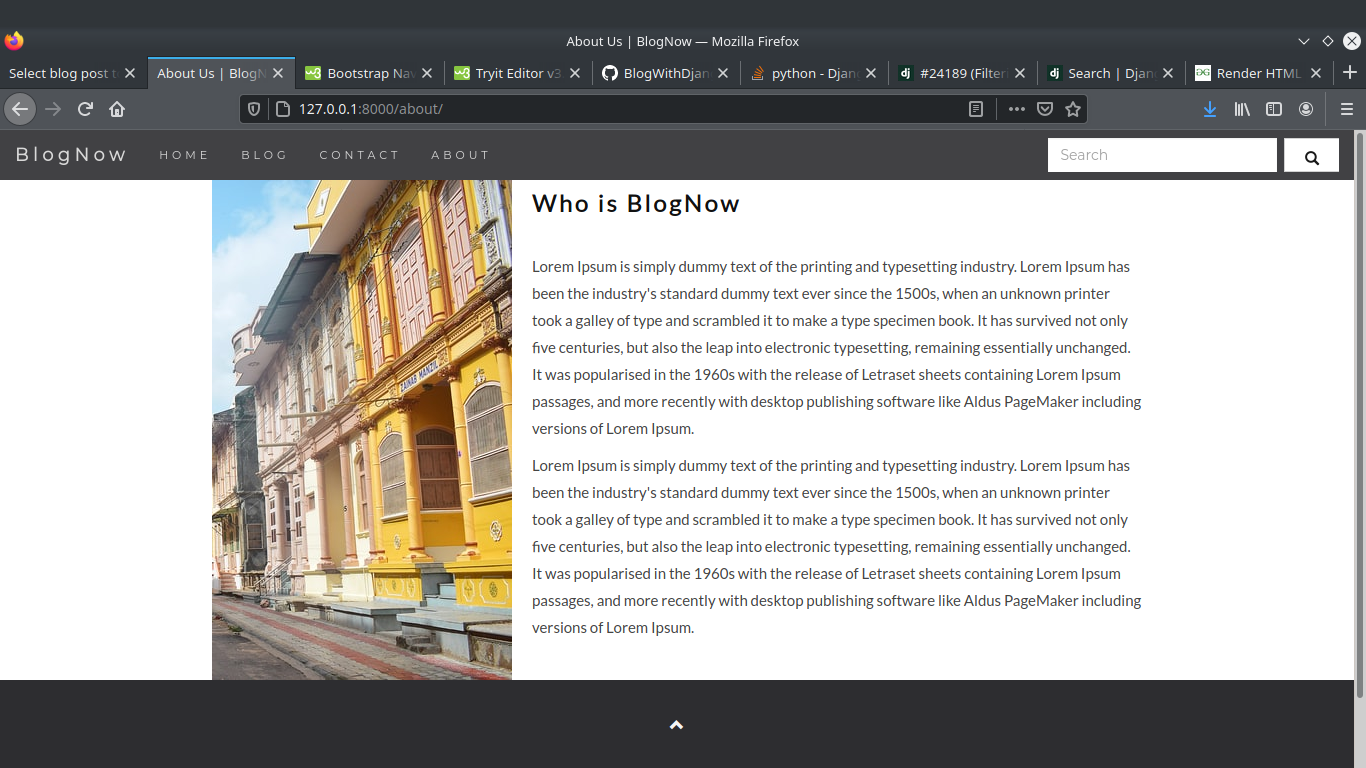 About Us | BlogNow — Mozilla Firefox
Select blog post t
About Us | BlogN
Bootstrap Nav
Tryit Editor v3
BlogWithDjan
python - Djan
#24189 (Filter
Search | Djan
Render HTML
127.0.0.1:8000/about/
BlogNow HOME BLOG CONTACT ABOUT Search
ZAINAB MANZIL
Who is BlogNow
Lorem Ipsum is simply dummy text of the printing and typesetting industry. Lorem Ipsum has
been the industry's standard dummy text ever since the 1500s, when an unknown printer
took a galley of type and scrambled it to make a type specimen book. It has survived not only
five centuries, but also the leap into electronic typesetting, remaining essentially unchanged.
It was popularised in the 1960s with the release of Letraset sheets containing Lorem Ipsum
passages, and more recently with desktop publishing software like Aldus PageMaker including
versions of Lorem Ipsum.
Lorem Ipsum is simply dummy text of the printing and typesetting industry. Lorem Ipsum has
been the industry's standard dummy text ever since the 1500s, when an unknown printer
took a galley of type and scrambled it to make a type specimen book. It has survived not only
five centuries, but also the leap into electronic typesetting, remaining essentially unchanged.
It was popularised in the 1960s with the release of Letraset sheets containing Lorem Ipsum
passages, and more recently with desktop publishing software like Aldus PageMaker including
versions of Lorem Ipsum.